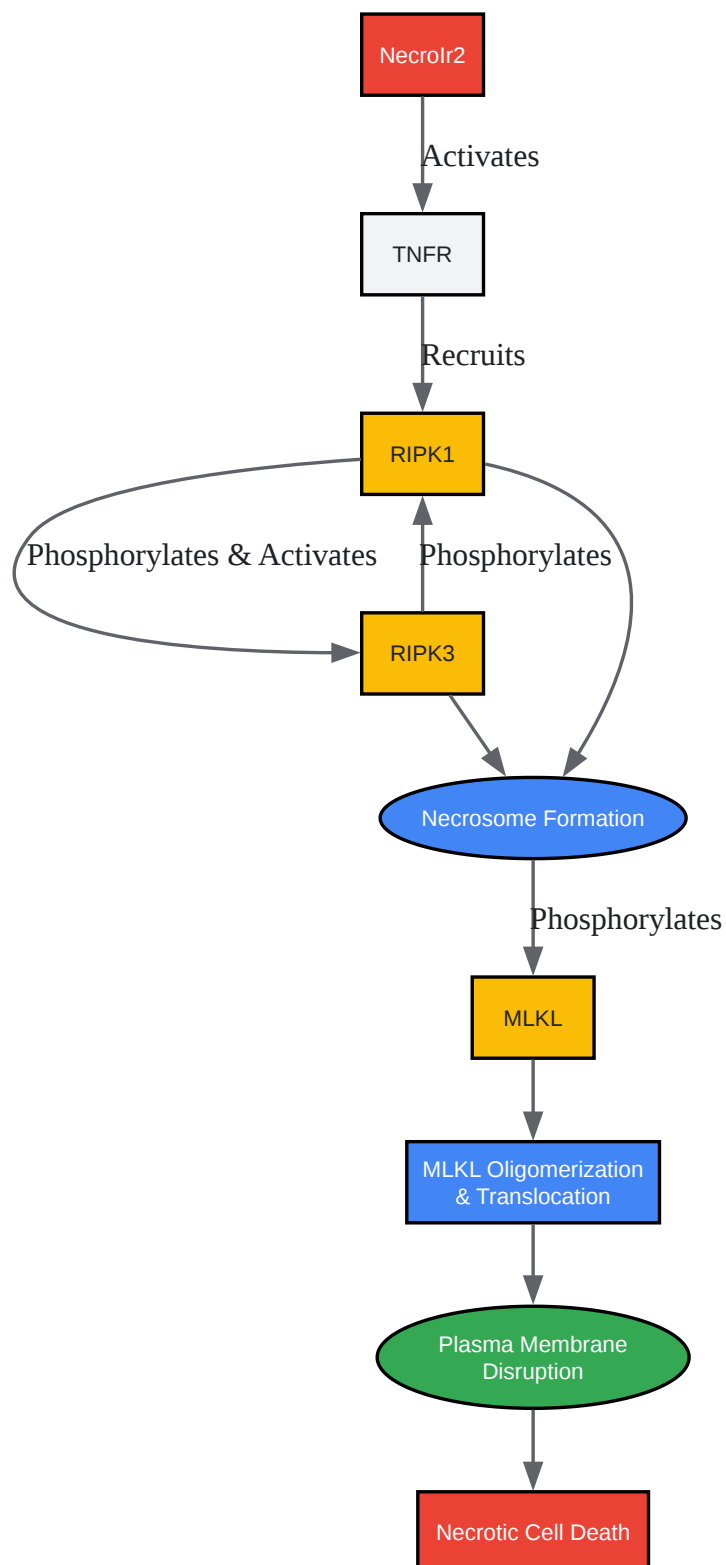 NecroIr2
Activates
TNFR
Recruits
RIPK1
Phosphorylates & Activates
Phosphorylates
RIPK3
Necrosome Formation
Phosphorylates
MLKL
MLKL Oligomerization
& Translocation
Plasma Membrane
Disruption
Necrotic Cell Death